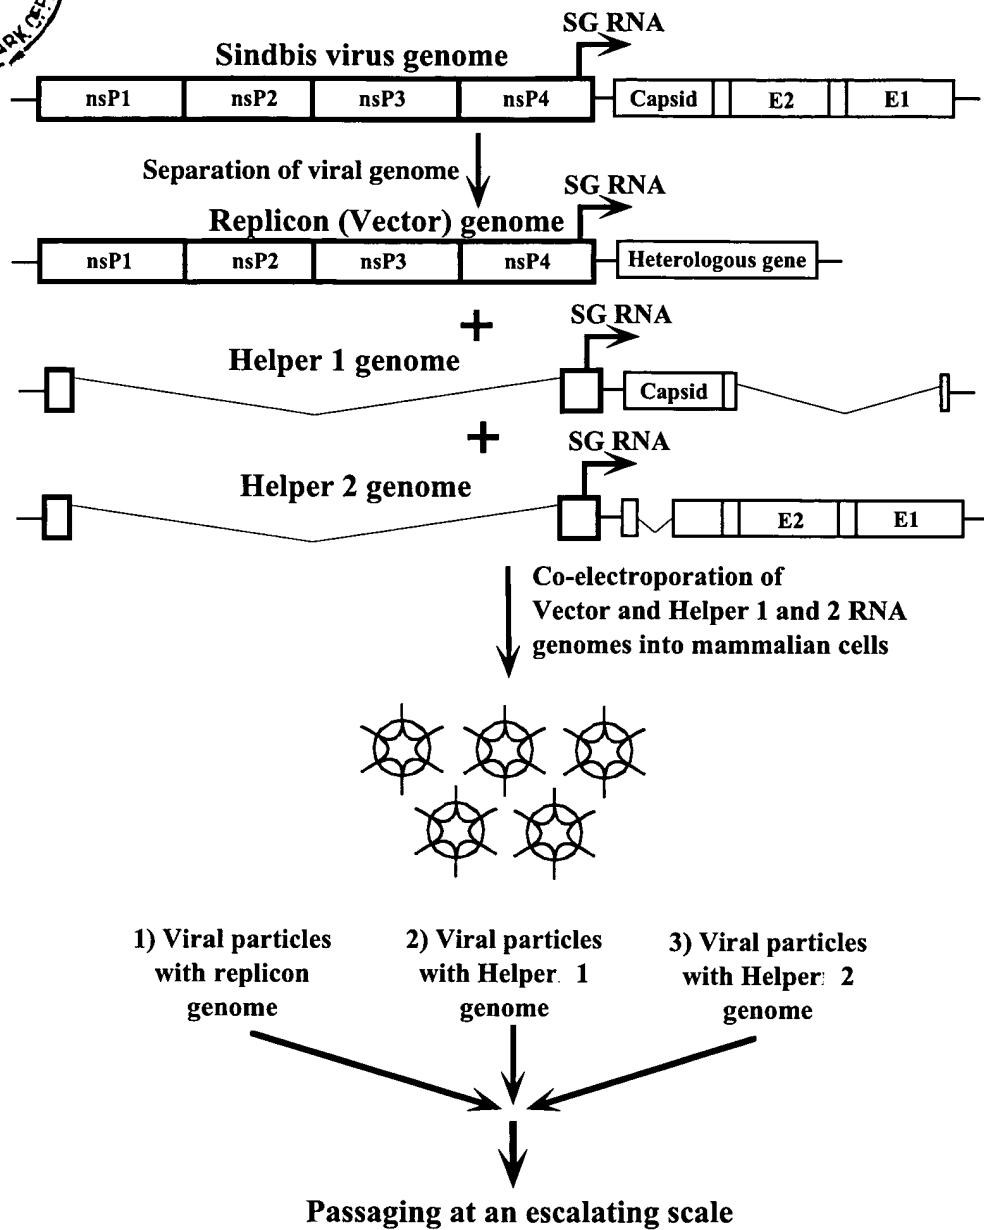 SG RNA
Sindbis virus genome
nsP1 nsP2 nsP3 nsP4 Capsid E2 E1
Separation of viral genome
SG RNA
Replicon (Vector) genome
nsP1 nsP2 nsP3 nsP4 Heterologous gene
+
SG RNA
Helper 1 genome
Capsid
+
SG RNA
Helper 2 genome
E2 E1
Co-electroporation of
Vector and Helper 1 and 2 RNA
genomes into mammalian cells
1) Viral particles
with replicon
genome
2) Viral particles
with Helper 1
genome
3) Viral particles
with Helper 2
genome
Passaging at an escalating scale